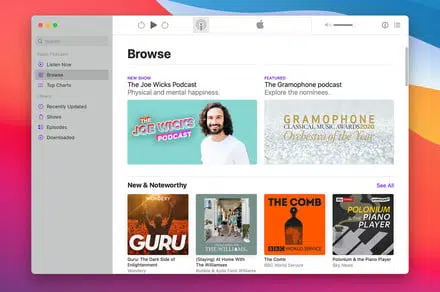 Search
Apple Podcasts
Listen Now
Browse
Top Charts
Library
Recently Updated
Shows
Episodes
Downloaded
Browse
NEW SHOW
The Joe Wicks Podcast
Physical and mental happiness.
FEATURED
The Gramophone podcast
Explore the nominees.
THE
JOE WICKS
PODCAST
GRAMOPHONE
CLASSICAL MUSIC AWARDS 2020
Orchestra of the Year
New & Noteworthy
See All
WONDERY
GURU
Guru: The Dark Side of
Enlightenment
Wondery
THE WILLIAMS
(Staying) At Home With
The Williamses
Robbie & Ayda Field Williams
THE COMB
BBC WORLD SERVICE
The Comb
BBC World Service
POLONIUM
& THE
PIANO
PLAYER
Polonium & the Piano Player
Sky News